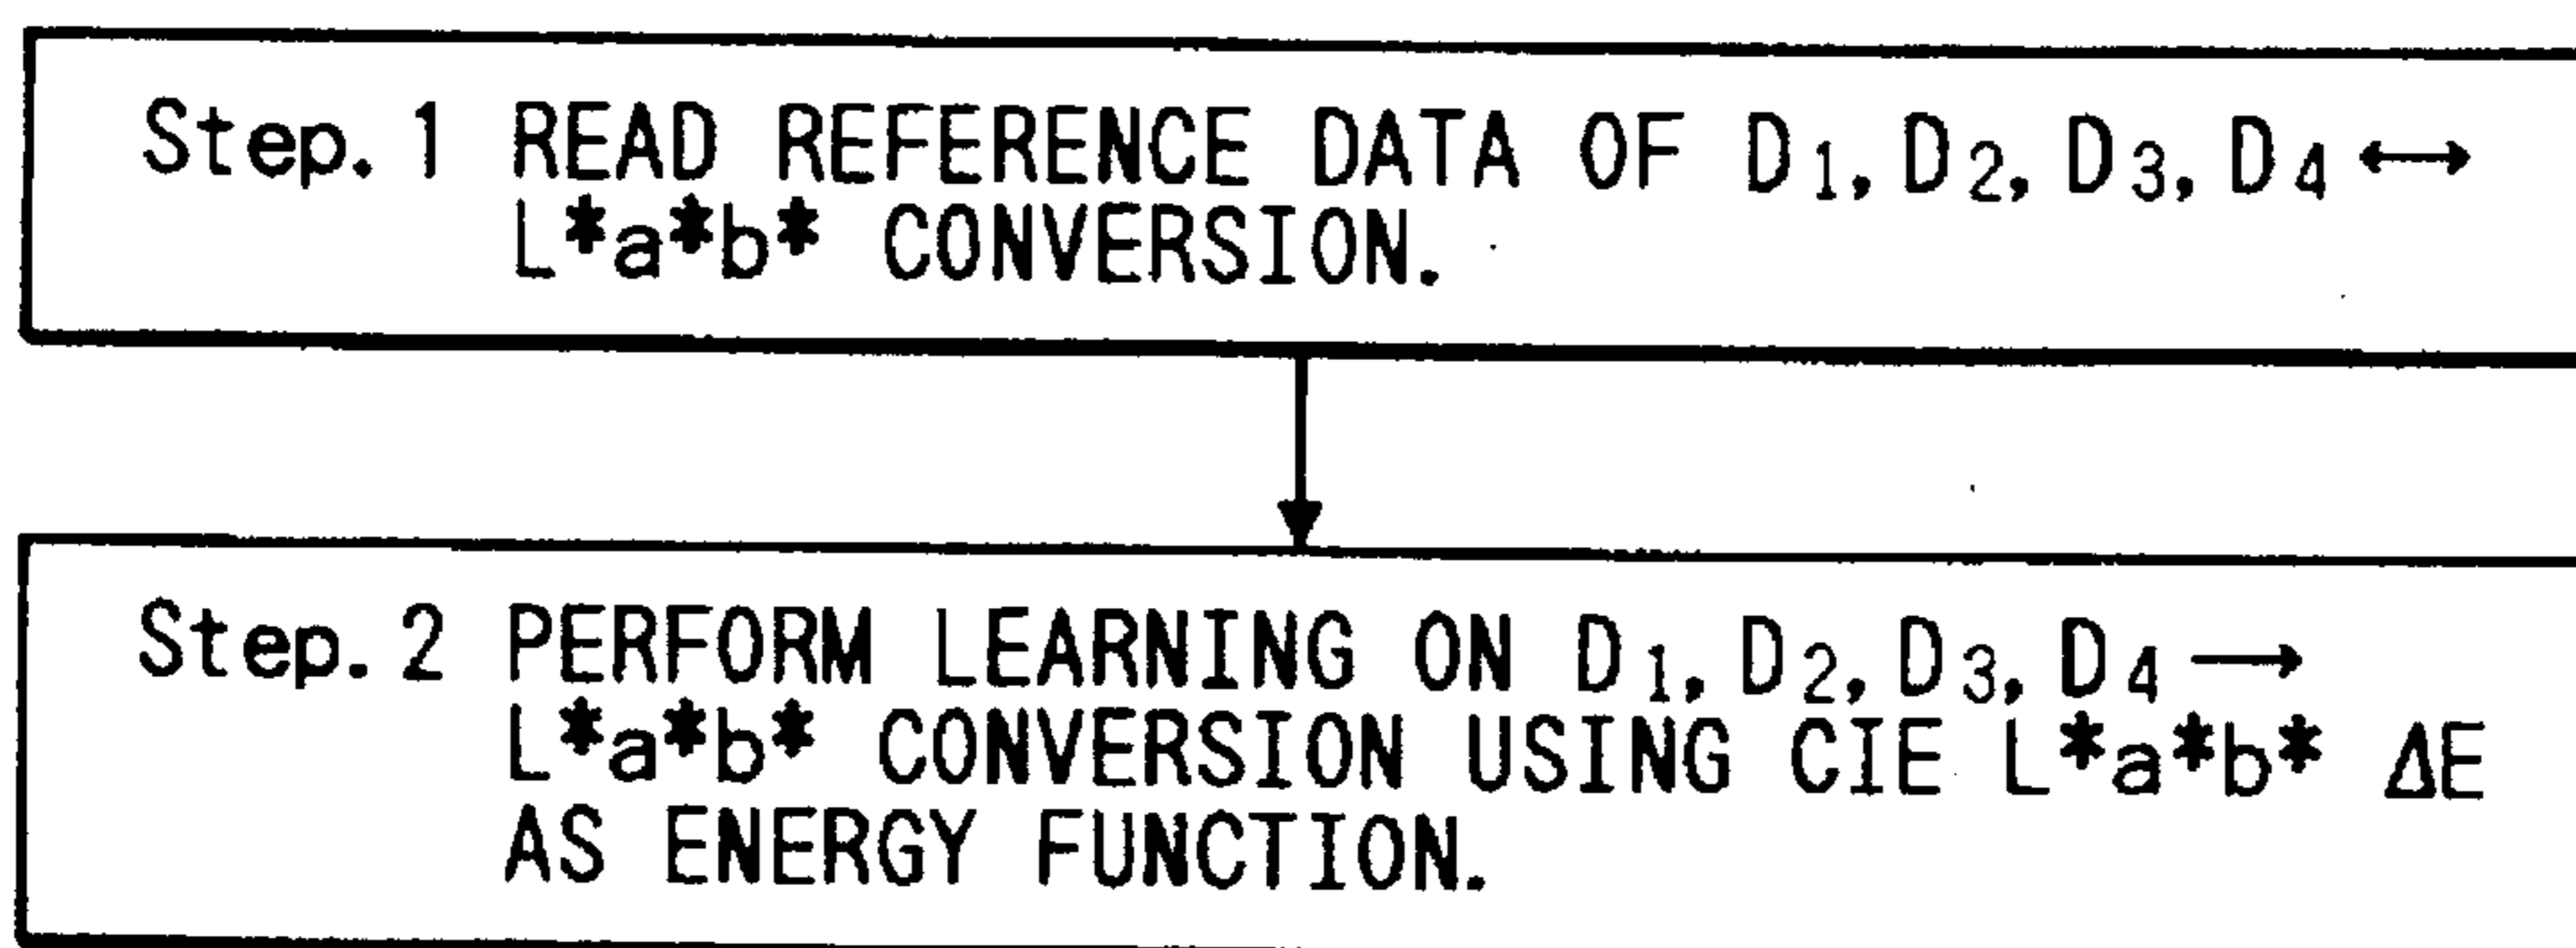 Step.1 READ REFERENCE DATA OF D₁, D₂, D₃, D₄ ↔
L*a*b* CONVERSION.
Step.2 PERFORM LEARNING ON D₁, D₂, D₃, D₄ →
L*a*b* CONVERSION USING CIE L*a*b* ΔE
AS ENERGY FUNCTION.